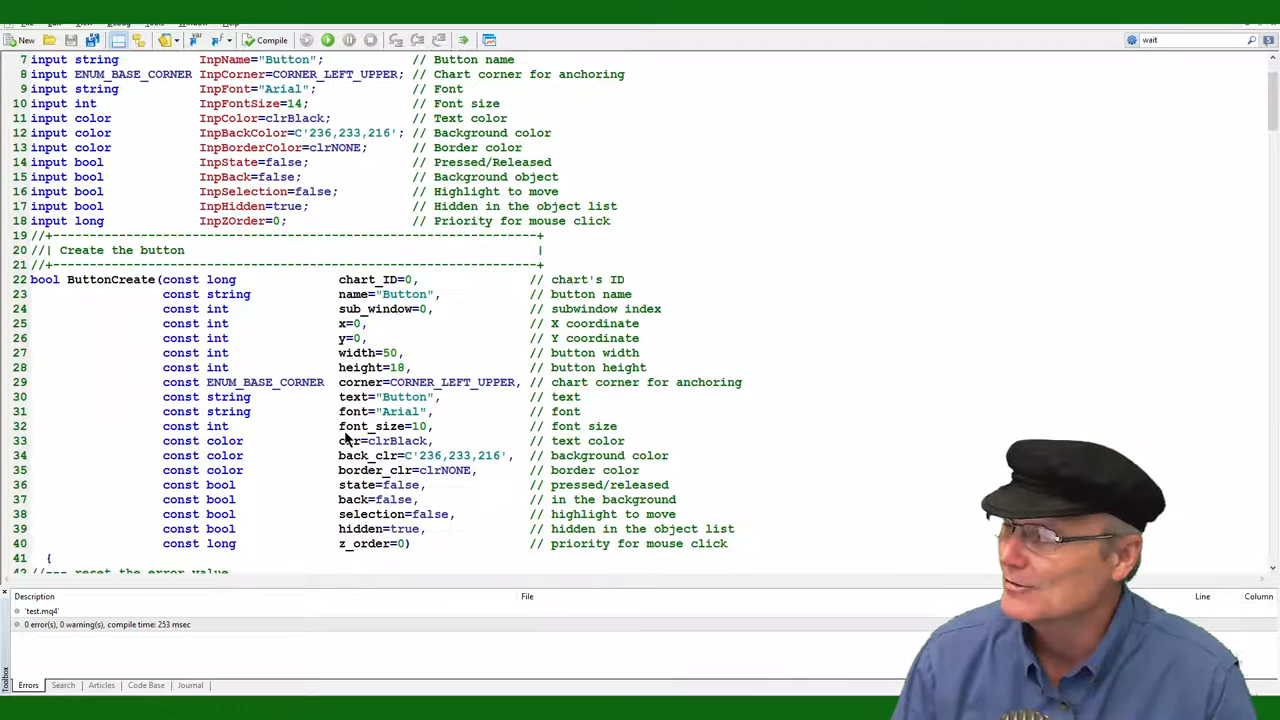 New
Compile
wait
7 input string InpName="Button"; // Button name
8 input ENUM_BASE_CORNER InpCorner=CORNER_LEFT_UPPER; // Chart corner for anchoring
9 input string InpFont="Arial"; // Font
10 input int InpFontSize=14; // Font size
11 input color InpColor=clrBlack; // Text color
12 input color InpBackColor=C'236,233,216'; // Background color
13 input color InpBorderColor=clrNONE; // Border color
14 input bool InpState=false; // Pressed/Released
15 input bool InpBack=false; // Background object
16 input bool InpSelection=false; // Highlight to move
17 input bool InpHidden=true; // Hidden in the object list
18 input long InpZOrder=0; // Priority for mouse click
19 //+------------------------------------------------------------------+
20 //| Create the button |
21 //+------------------------------------------------------------------+
22 bool ButtonCreate(const long chart_ID=0, // chart's ID
23 const string name="Button", // button name
24 const int sub_window=0, // subwindow index
25 const int x=0, // X coordinate
26 const int y=0, // Y coordinate
27 const int width=50, // button width
28 const int height=18, // button height
29 const ENUM_BASE_CORNER corner=CORNER_LEFT_UPPER, // chart corner for anchoring
30 const string text="Button", // text
31 const string font="Arial", // font
32 const int font_size=10, // font size
33 const color clr=clrBlack, // text color
34 const color back_clr=C'236,233,216', // background color
35 const color border_clr=clrNONE, // border color
36 const bool state=false, // pressed/released
37 const bool back=false, // in the background
38 const bool selection=false, // highlight to move
39 const bool hidden=true, // hidden in the object list
40 const long z_order=0) // priority for mouse click
41 {
42 //--- reset the error value
Description File Line Column
'test.mq4'
0 error(s), 0 warning(s), compile time: 253 msec
Toolbox
Errors Search Articles Code Base Journal